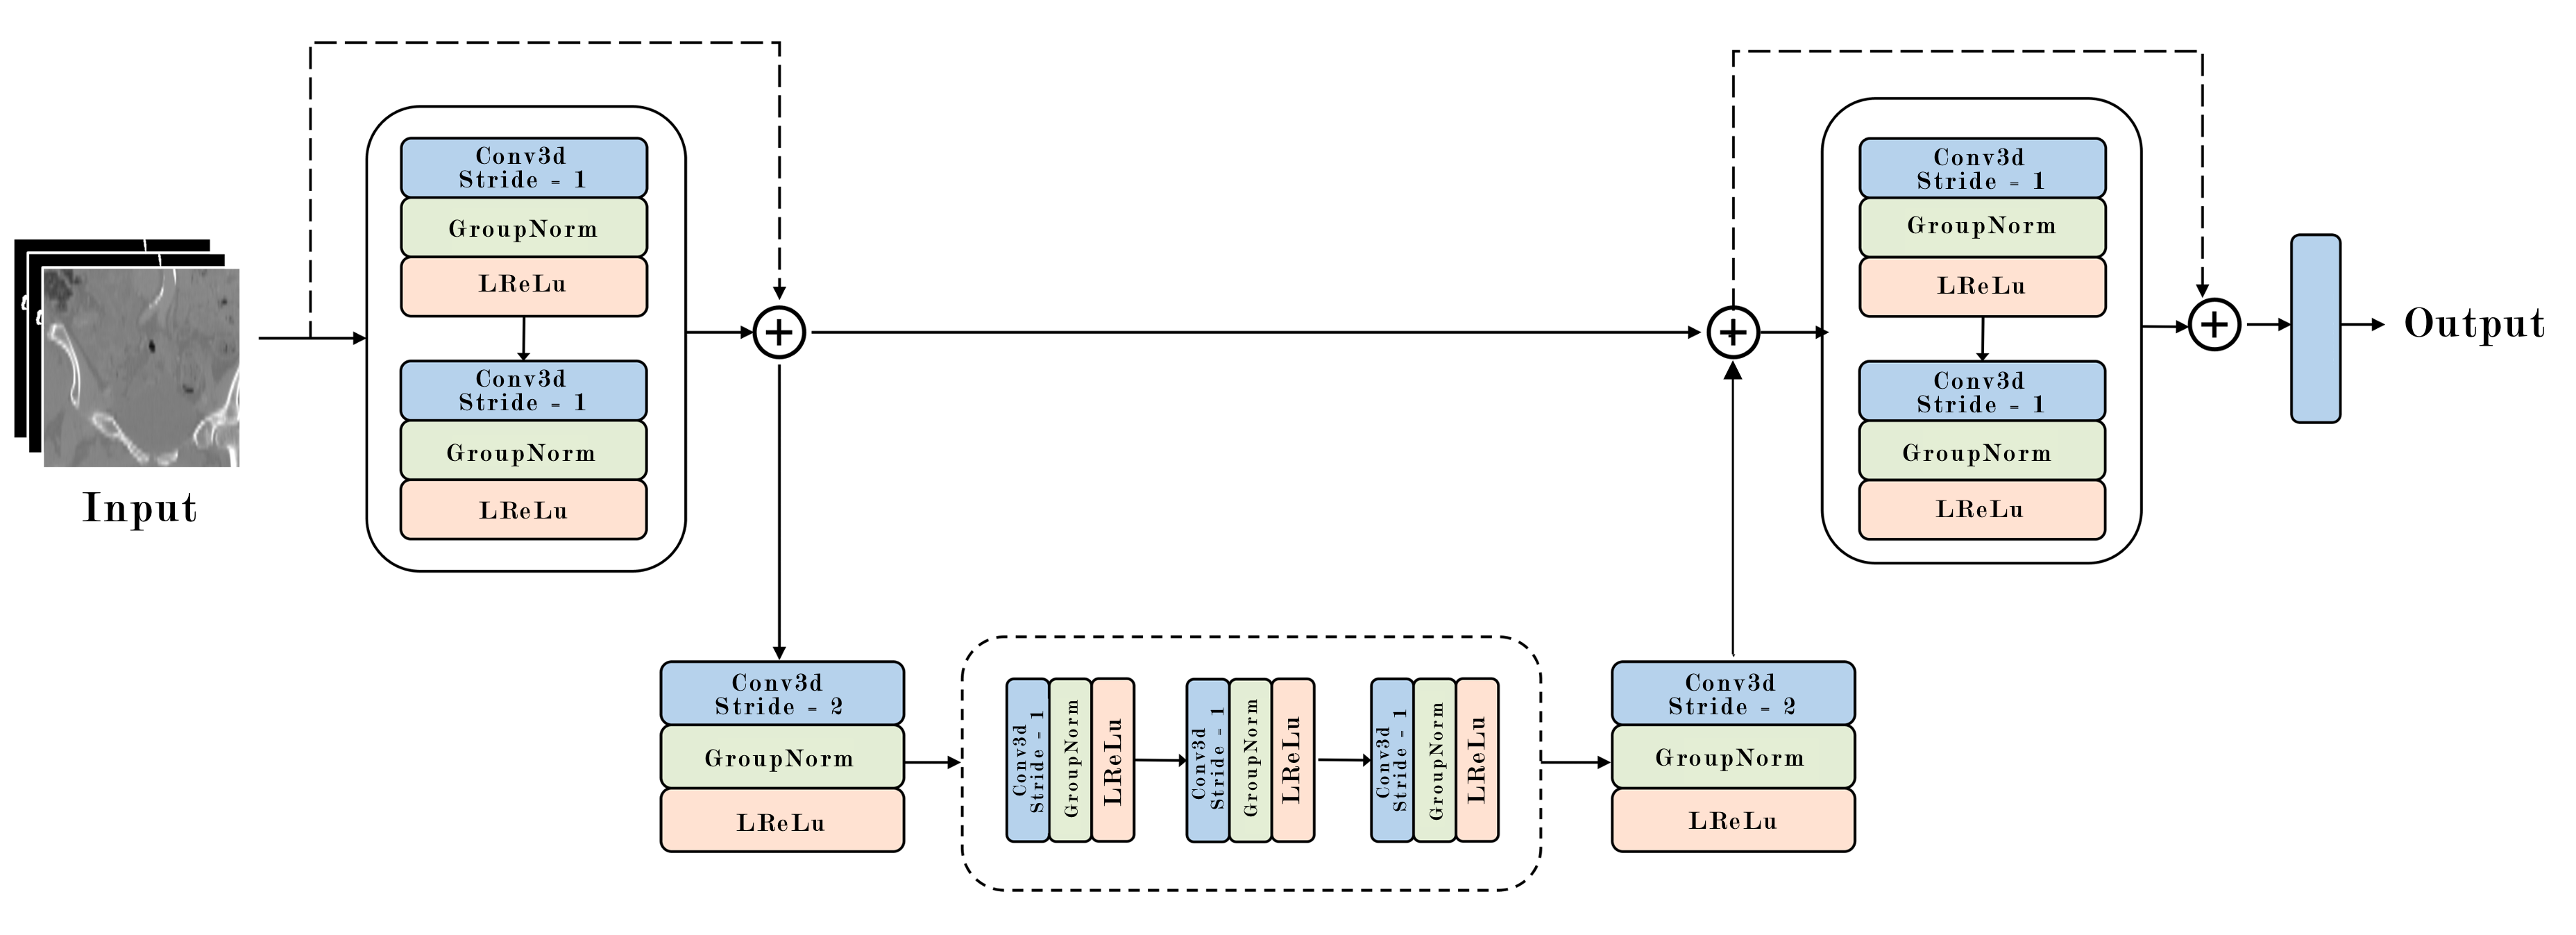 Input
Conv3d
Stride - 1
GroupNorm
LReLu
Conv3d
Stride - 1
GroupNorm
LReLu
Conv3d
Stride - 2
GroupNorm
LReLu
Conv3d
Stride - 1
GroupNorm
LReLu
Conv3d
Stride - 1
GroupNorm
LReLu
Conv3d
Stride - 1
GroupNorm
LReLu
Conv3d
Stride - 2
GroupNorm
LReLu
Conv3d
Stride - 1
GroupNorm
LReLu
Conv3d
Stride - 1
GroupNorm
LReLu
Output